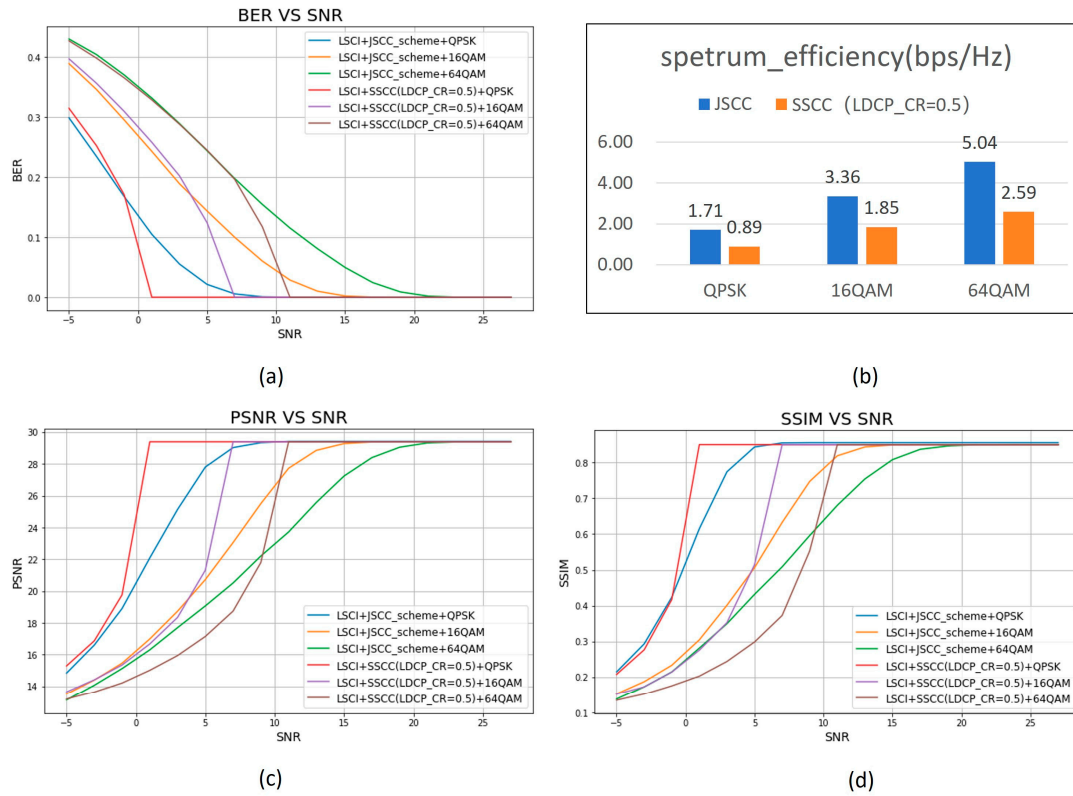 BER VS SNR
LSCI+JSCC_scheme+QPSK
LSCI+JSCC_scheme+16QAM
LSCI+JSCC_scheme+64QAM
LSCI+SSCC(LDCP_CR=0.5)+QPSK
LSCI+SSCC(LDCP_CR=0.5)+16QAM
LSCI+SSCC(LDCP_CR=0.5)+64QAM
BER
0.4
0.3
0.2
0.1
0.0
−5 0 5 10 15 20 25
SNR
(a)
spetrum_efficiency(bps/Hz)
JSCC SSCC (LDCP_CR=0.5)
6.00
4.00
2.00
0.00
1.71 0.89 3.36 1.85 5.04 2.59
QPSK 16QAM 64QAM
(b)
PSNR VS SNR
PSNR
30
28
26
24
22
20
18
16
14
LSCI+JSCC_scheme+QPSK
LSCI+JSCC_scheme+16QAM
LSCI+JSCC_scheme+64QAM
LSCI+SSCC(LDCP_CR=0.5)+QPSK
LSCI+SSCC(LDCP_CR=0.5)+16QAM
LSCI+SSCC(LDCP_CR=0.5)+64QAM
−5 0 5 10 15 20 25
SNR
(c)
SSIM VS SNR
SSIM
0.8
0.7
0.6
0.5
0.4
0.3
0.2
0.1
LSCI+JSCC_scheme+QPSK
LSCI+JSCC_scheme+16QAM
LSCI+JSCC_scheme+64QAM
LSCI+SSCC(LDCP_CR=0.5)+QPSK
LSCI+SSCC(LDCP_CR=0.5)+16QAM
LSCI+SSCC(LDCP_CR=0.5)+64QAM
−5 0 5 10 15 20 25
SNR
(d)